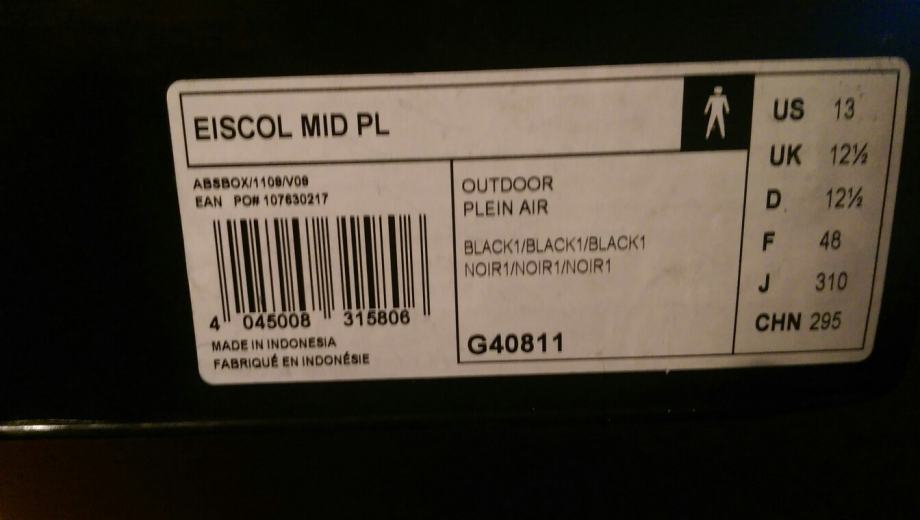 EISCOL MID PL
ABSBOX/1109/V09
EAN PO# 107630217
4 045008 315806
MADE IN INDONESIA
FABRIQUÉ EN INDONÉSIE
OUTDOOR
PLEIN AIR
BLACK1/BLACK1/BLACK1
NOIR1/NOIR1/NOIR1
G40811
US 13
UK 12½
D 12½
F 48
J 310
CHN 295